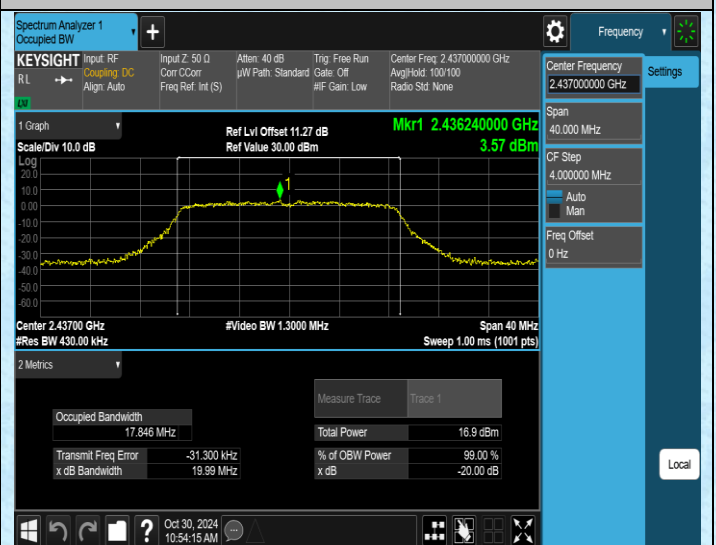 Spectrum Analyzer 1
Occupied BW
Frequency
KEYSIGHT
RL
LXI
Input: RF
Coupling: DC
Align: Auto
Input Z: 50 Ω
Corr CCorr
Freq Ref: Int (S)
Atten: 40 dB
µW Path: Standard
Trig: Free Run
Gate: Off
#IF Gain: Low
Center Freq: 2.437000000 GHz
Avg|Hold: 100/100
Radio Std: None
Center Frequency
2.437000000 GHz
Settings
Span
40.000 MHz
CF Step
4.000000 MHz
Auto
Man
Freq Offset
0 Hz
1 Graph
Scale/Div 10.0 dB
Ref Lvl Offset 11.27 dB
Ref Value 30.00 dBm
Mkr1 2.436240000 GHz
3.57 dBm
Log
20.0
10.0
0.00
-10.0
-20.0
-30.0
-40.0
-50.0
-60.0
1
Center 2.43700 GHz
#Res BW 430.00 kHz
#Video BW 1.3000 MHz
Span 40 MHz
Sweep 1.00 ms (1001 pts)
2 Metrics
Measure Trace
Trace 1
Occupied Bandwidth
17.846 MHz
Total Power
16.9 dBm
Transmit Freq Error
-31.300 kHz
% of OBW Power
99.00 %
x dB Bandwidth
19.99 MHz
x dB
-20.00 dB
Local
?
Oct 30, 2024
10:54:15 AM